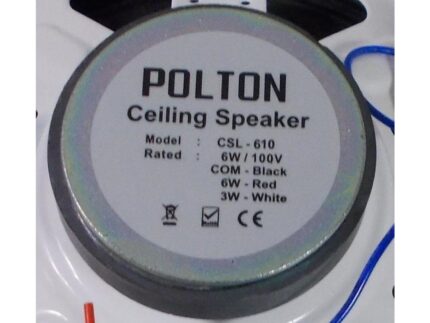 POLTON
Ceiling Speaker
Model : CSL - 610
Rated : 6W / 100V
COM - Black
6W - Red
3W - White
CE